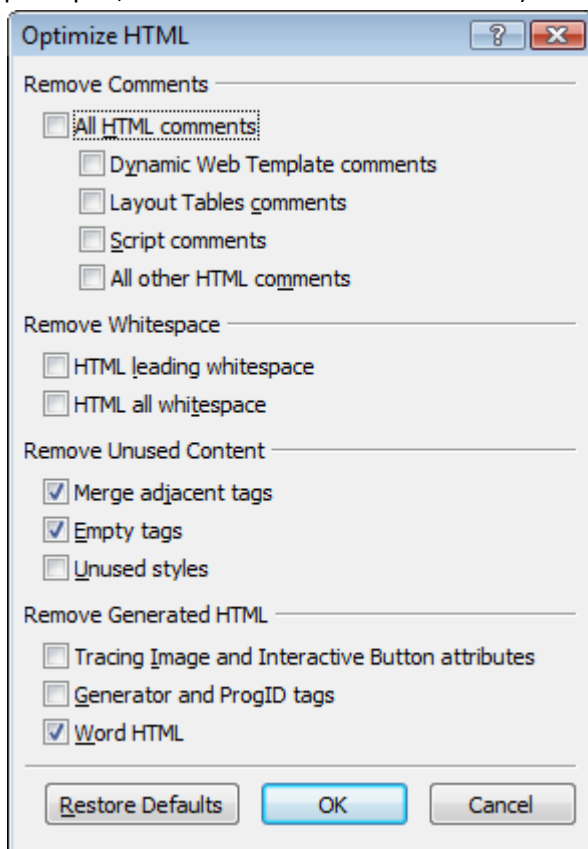 Optimize HTML
Remove Comments
All HTML comments
Dynamic Web Template comments
Layout Tables comments
Script comments
All other HTML comments
Remove Whitespace
HTML leading whitespace
HTML all whitespace
Remove Unused Content
Merge adjacent tags
Empty tags
Unused styles
Remove Generated HTML
Tracing Image and Interactive Button attributes
Generator and ProgID tags
Word HTML
Restore Defaults OK Cancel